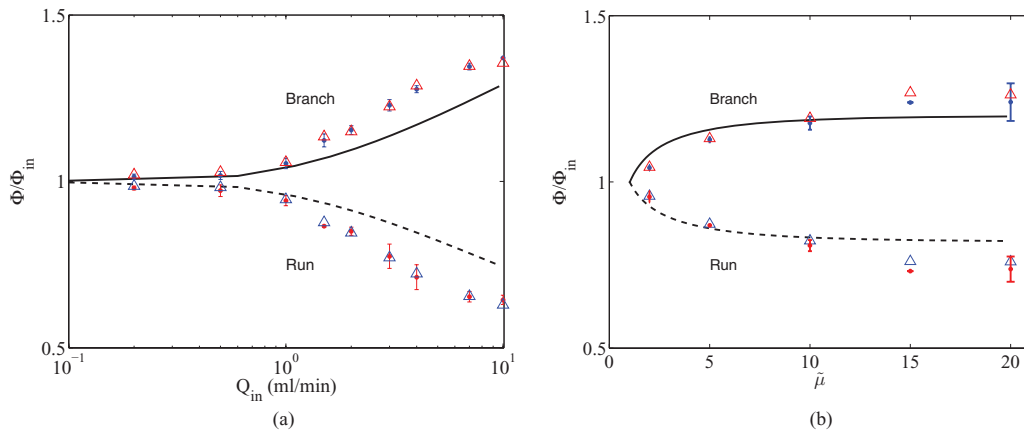 1.5
Branch
Φ/Φin
1
Run
0.5
10−1 100 101
Qin (ml/min)
(a)
1.5
Branch
Φ/Φin
1
Run
0.5
0 5 10 15 20
μ̃
(b)